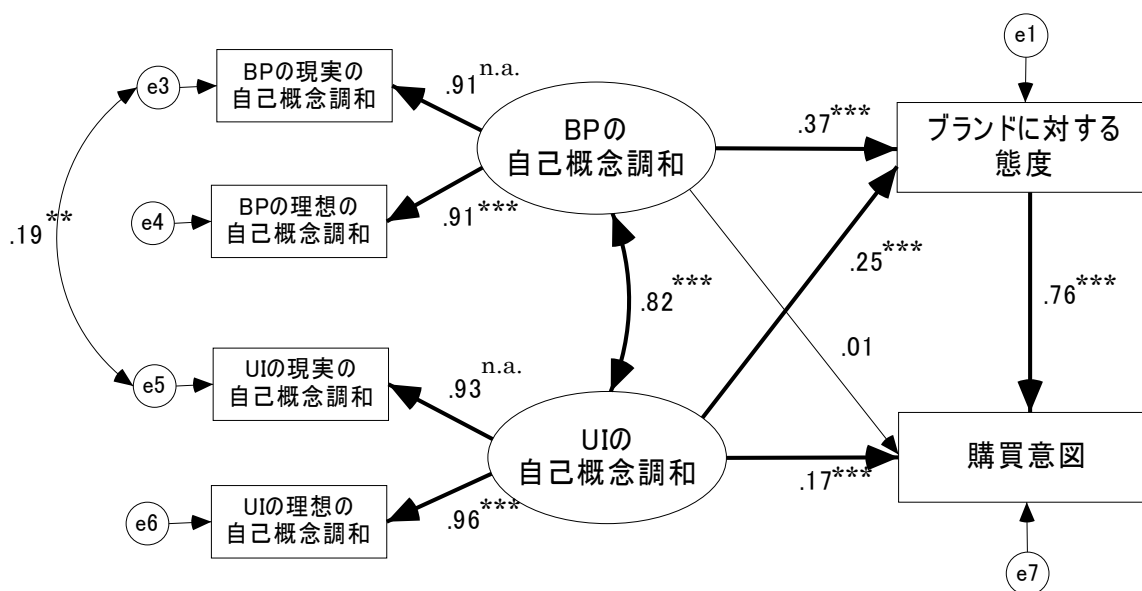 e1
e3
BPの現実の
自己概念調和
.91n.a.
BPの
自己概念調和
.37***
ブランドに対する
態度
e4
BPの理想の
自己概念調和
.91***
.19**
.25***
.82***
.76***
.01
e5
UIの現実の
自己概念調和
.93n.a.
UIの
自己概念調和
.17***
購買意図
e6
UIの理想の
自己概念調和
.96***
e7